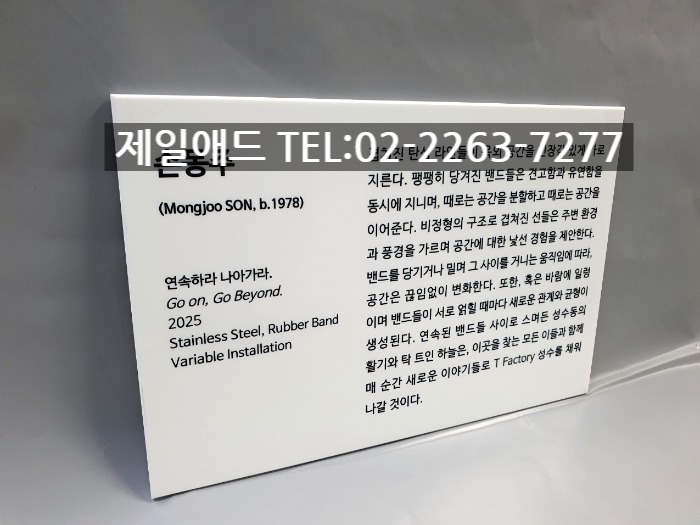 제일애드 TEL:02-2263-7277
손몽주
(Mongjoo SON, b.1978)
연속하라 나아가라.
Go on, Go Beyond.
2025
Stainless Steel, Rubber Band
Variable Installation
탄성 공간을
지른다. 팽팽히 당겨진 밴드들은 견고함과 유연함을
동시에 지니며, 때로는 공간을 분할하고 때로는 공간을
이어준다. 비정형의 구조로 겹쳐진 선들은 주변 환경
과 풍경을 가르며 공간에 대한 낯선 경험을 제안한다.
밴드를 당기거나 밀며 그 사이를 거니는 움직임에 따라,
공간은 끊임없이 변화한다. 또한, 혹은 바람에 일렁
이며 밴드들이 서로 얽힐 때마다 새로운 관계와 균형이
생성된다. 연속된 밴드들 사이로 스며든 성수동의
활기와 탁 트인 하늘은, 이곳을 찾는 모든 이들과 함께
매 순간 새로운 이야기들로 T Factory 성수를 채워
나갈 것이다.